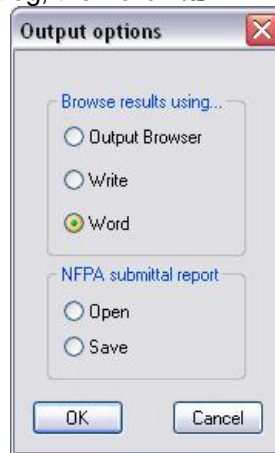 Output options
Browse results using...
Output Browser
Write
Word
NFPA submittal report
Open
Save
OK Cancel